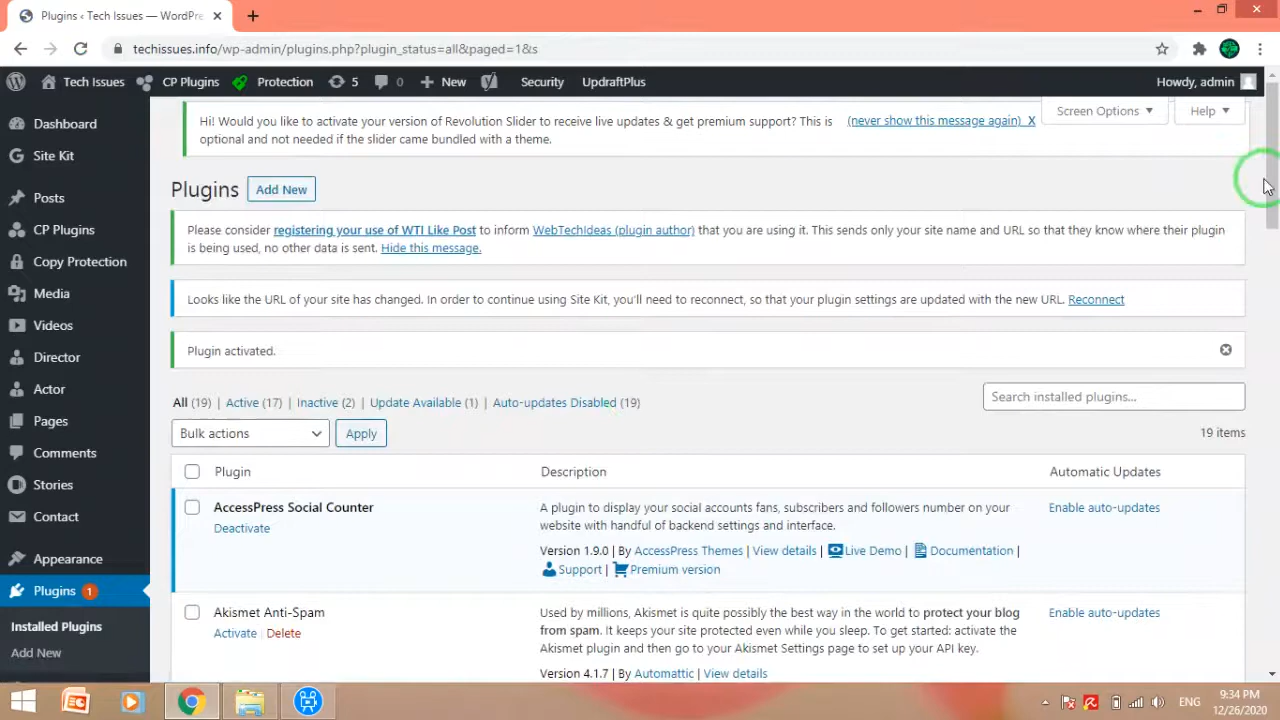 Plugins ‹ Tech Issues — WordPre
techissues.info/wp-admin/plugins.php?plugin_status=all&paged=1&s
Tech Issues CP Plugins Protection 5 0 New Security UpdraftPlus Howdy, admin
Dashboard
Site Kit
Posts
CP Plugins
Copy Protection
Media
Videos
Director
Actor
Pages
Comments
Stories
Contact
Appearance
Plugins 1
Installed Plugins
Add New
Screen Options Help
Hi! Would you like to activate your version of Revolution Slider to receive live updates & get premium support? This is
optional and not needed if the slider came bundled with a theme.
(never show this message again) X
Plugins Add New
Please consider registering your use of WTI Like Post to inform WebTechIdeas (plugin author) that you are using it. This sends only your site name and URL so that they know where their plugin
is being used, no other data is sent. Hide this message.
Looks like the URL of your site has changed. In order to continue using Site Kit, you'll need to reconnect, so that your plugin settings are updated with the new URL. Reconnect
Plugin activated.
All (19) | Active (17) | Inactive (2) | Update Available (1) | Auto-updates Disabled (19)
Search installed plugins...
Bulk actions Apply
19 items
Plugin Description Automatic Updates
AccessPress Social Counter
Deactivate
A plugin to display your social accounts fans, subscribers and followers number on your
website with handful of backend settings and interface.
Version 1.9.0 | By AccessPress Themes | View details | Live Demo | Documentation |
Support | Premium version
Enable auto-updates
Akismet Anti-Spam
Activate | Delete
Used by millions, Akismet is quite possibly the best way in the world to protect your blog
from spam. It keeps your site protected even while you sleep. To get started: activate the
Akismet plugin and then go to your Akismet Settings page to set up your API key.
Version 4.1.7 | By Automattic | View details
Enable auto-updates
ENG
9:34 PM
12/26/2020